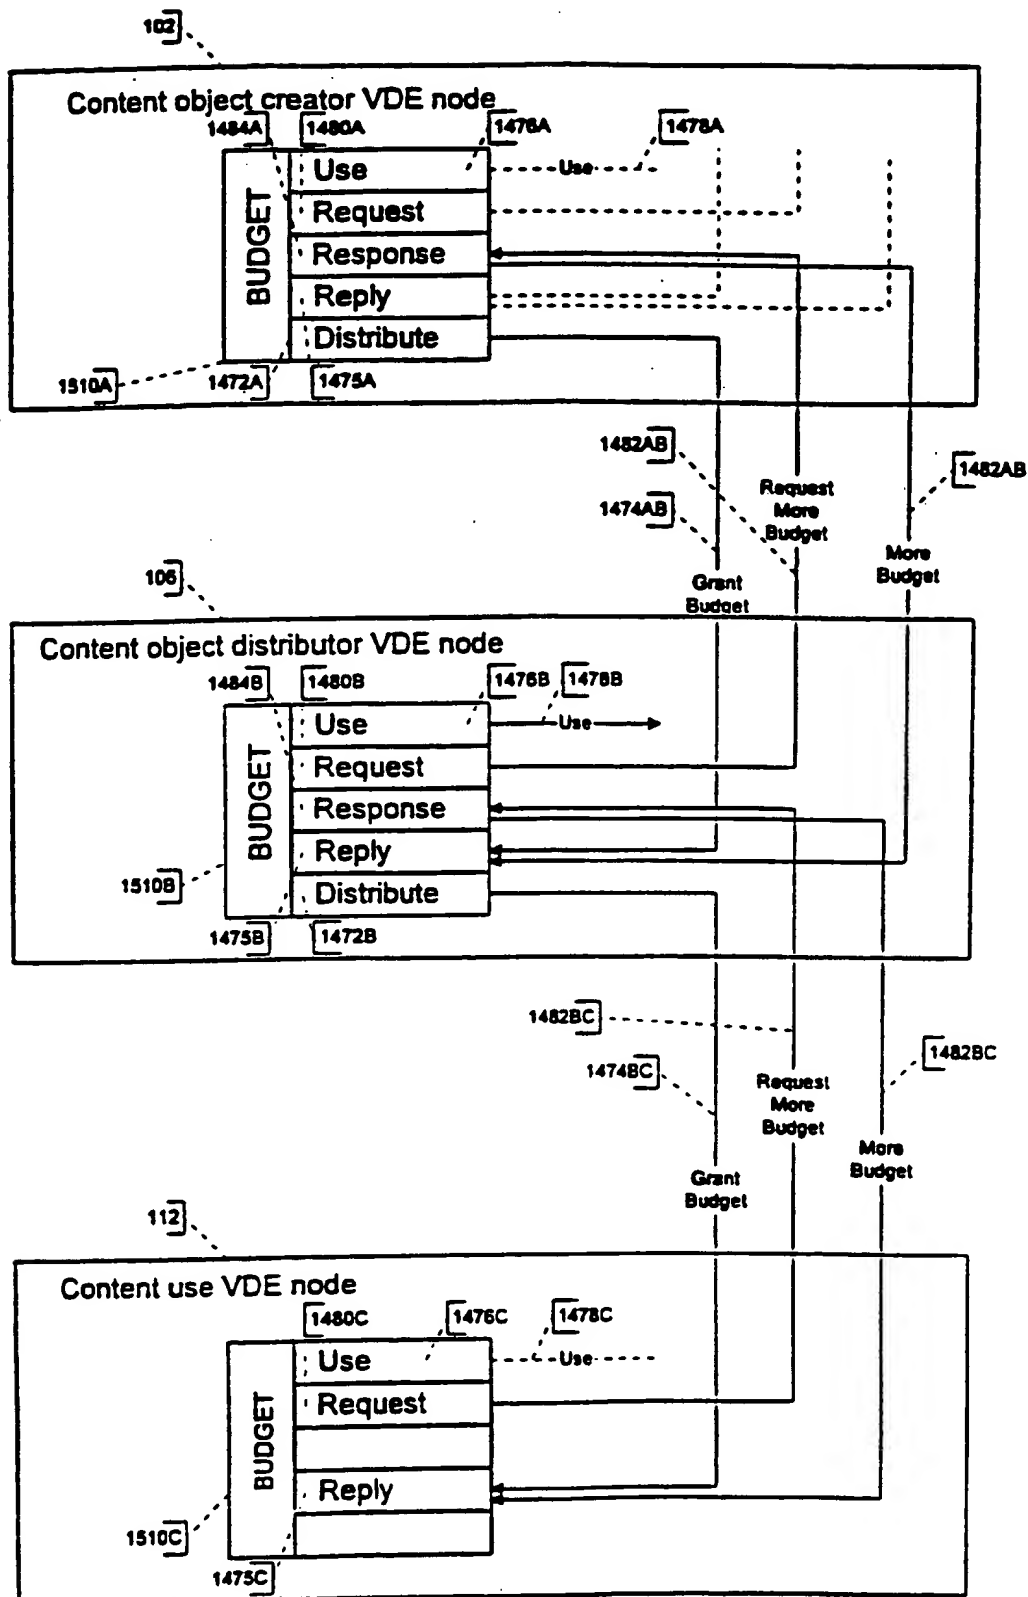 102
Content object creator VDE node
1484A
1480A
1476A
1478A
BUDGET
Use
Use
Request
Response
Reply
Distribute
1510A
1472A
1475A
1482AB
1474AB
Request
More
Budget
1482AB
More
Budget
Grant
Budget
106
Content object distributor VDE node
1484B
1480B
1476B
1478B
BUDGET
Use
Use
Request
Response
Reply
Distribute
1510B
1475B
1472B
1482BC
1474BC
Request
More
Budget
1482BC
More
Budget
Grant
Budget
112
Content use VDE node
1480C
1476C
1478C
BUDGET
Use
Use
Request
Reply
1510C
1475C